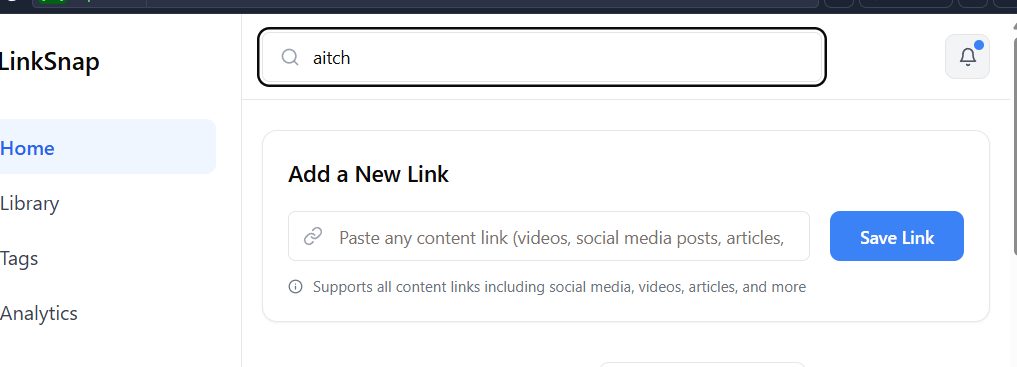 LinkSnap
aitch
Home
Library
Tags
Analytics
Add a New Link
Paste any content link (videos, social media posts, articles,
Save Link
Supports all content links including social media, videos, articles, and more